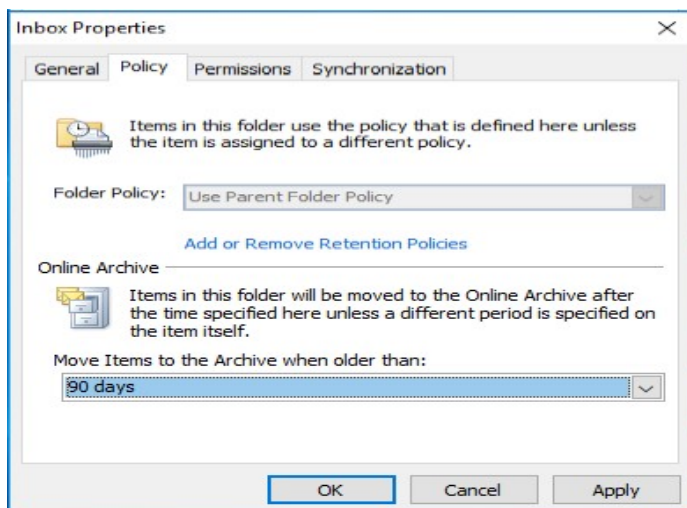 Inbox Properties
General Policy Permissions Synchronization
Items in this folder use the policy that is defined here unless
the item is assigned to a different policy.
Folder Policy: Use Parent Folder Policy
Add or Remove Retention Policies
Online Archive
Items in this folder will be moved to the Online Archive after
the time specified here unless a different period is specified on
the item itself.
Move Items to the Archive when older than:
90 days
OK Cancel Apply